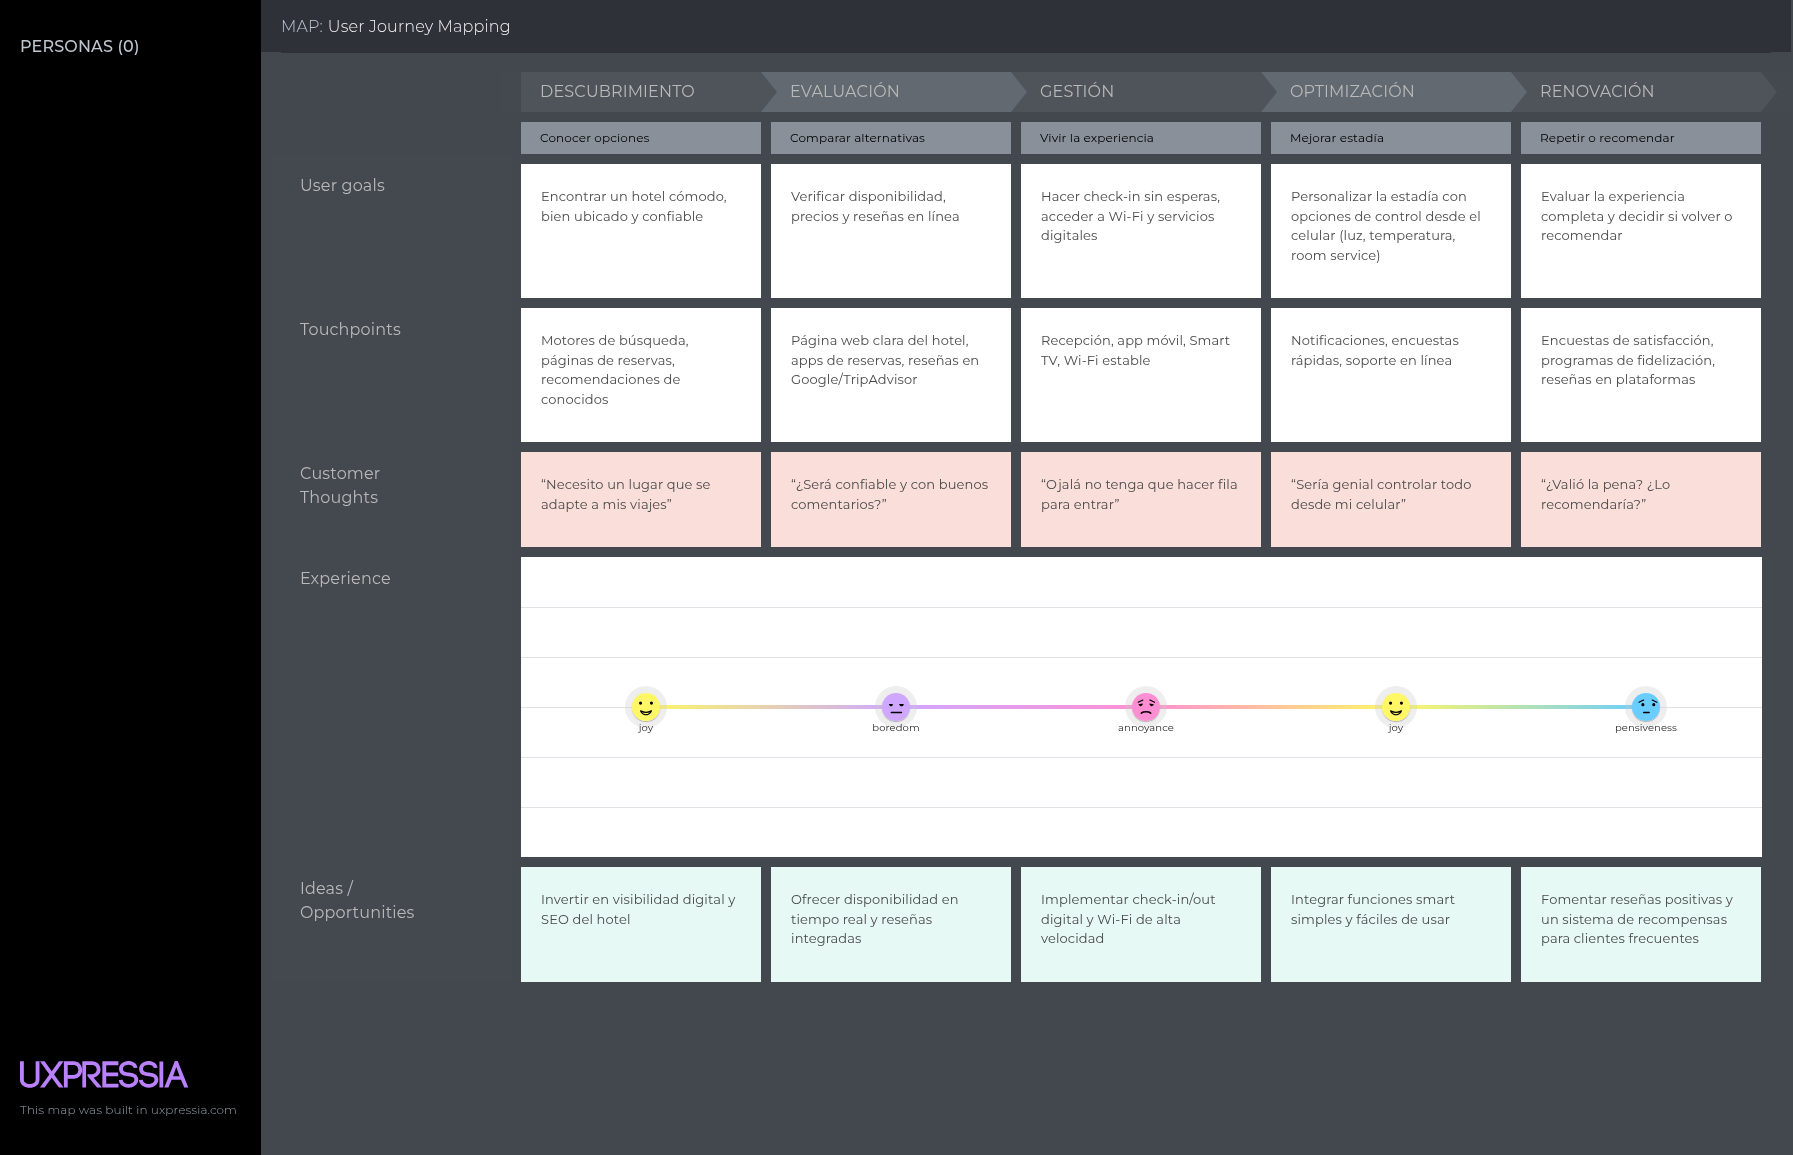 PERSONAS (0)
MAP: User Journey Mapping
DESCUBRIMIENTO
EVALUACIÓN
GESTIÓN
OPTIMIZACIÓN
RENOVACIÓN
Conocer opciones
Comparar alternativas
Vivir la experiencia
Mejorar estadía
Repetir o recomendar
User goals
Encontrar un hotel cómodo,
bien ubicado y confiable
Verificar disponibilidad,
precios y reseñas en línea
Hacer check-in sin esperas,
acceder a Wi-Fi y servicios
digitales
Personalizar la estadía con
opciones de control desde el
celular (luz, temperatura,
room service)
Evaluar la experiencia
completa y decidir si volver o
recomendar
Touchpoints
Motores de búsqueda,
páginas de reservas,
recomendaciones de
conocidos
Página web clara del hotel,
apps de reservas, reseñas en
Google/TripAdvisor
Recepción, app móvil, Smart
TV, Wi-Fi estable
Notificaciones, encuestas
rápidas, soporte en línea
Encuestas de satisfacción,
programas de fidelización,
reseñas en plataformas
Customer
Thoughts
“Necesito un lugar que se
adapte a mis viajes”
“¿Será confiable y con buenos
comentarios?”
“Ojalá no tenga que hacer fila
para entrar”
“Sería genial controlar todo
desde mi celular”
“¿Valió la pena? ¿Lo
recomendaría?”
Experience
joy
boredom
annoyance
joy
pensiveness
Ideas /
Opportunities
Invertir en visibilidad digital y
SEO del hotel
Ofrecer disponibilidad en
tiempo real y reseñas
integradas
Implementar check-in/out
digital y Wi-Fi de alta
velocidad
Integrar funciones smart
simples y fáciles de usar
Fomentar reseñas positivas y
un sistema de recompensas
para clientes frecuentes
UXPRESSIA
This map was built in uxpressia.com